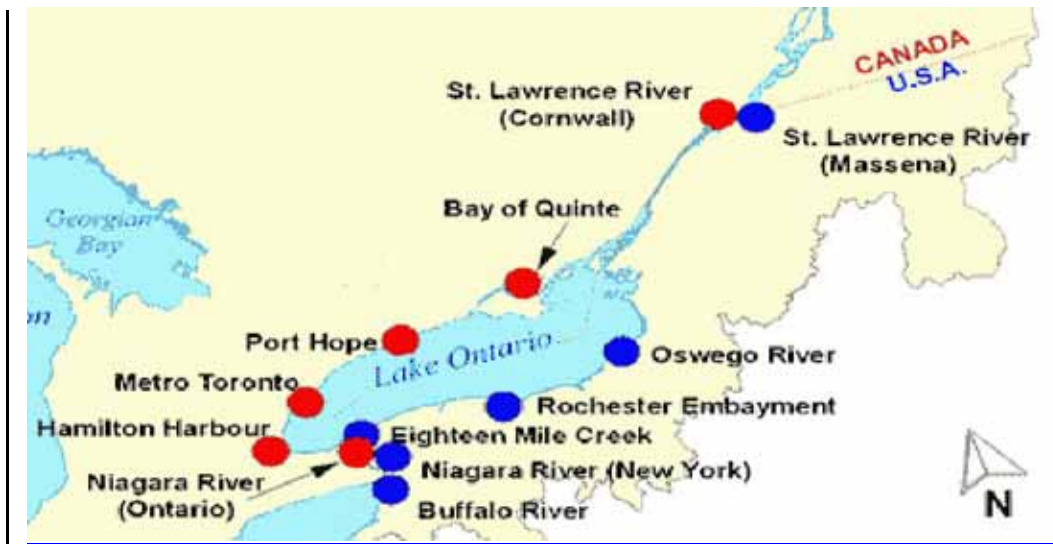 CANADA
U.S.A.
St. Lawrence River
(Cornwall)
St. Lawrence River
(Massena)
Bay of Quinte
Georgian
Bay
on
Port Hope
Lake Ontario
Oswego River
Metro Toronto
Rochester Embayment
Hamilton Harbour
Eighteen Mile Creek
Niagara River (New York)
Niagara River
(Ontario)
Buffalo River
N